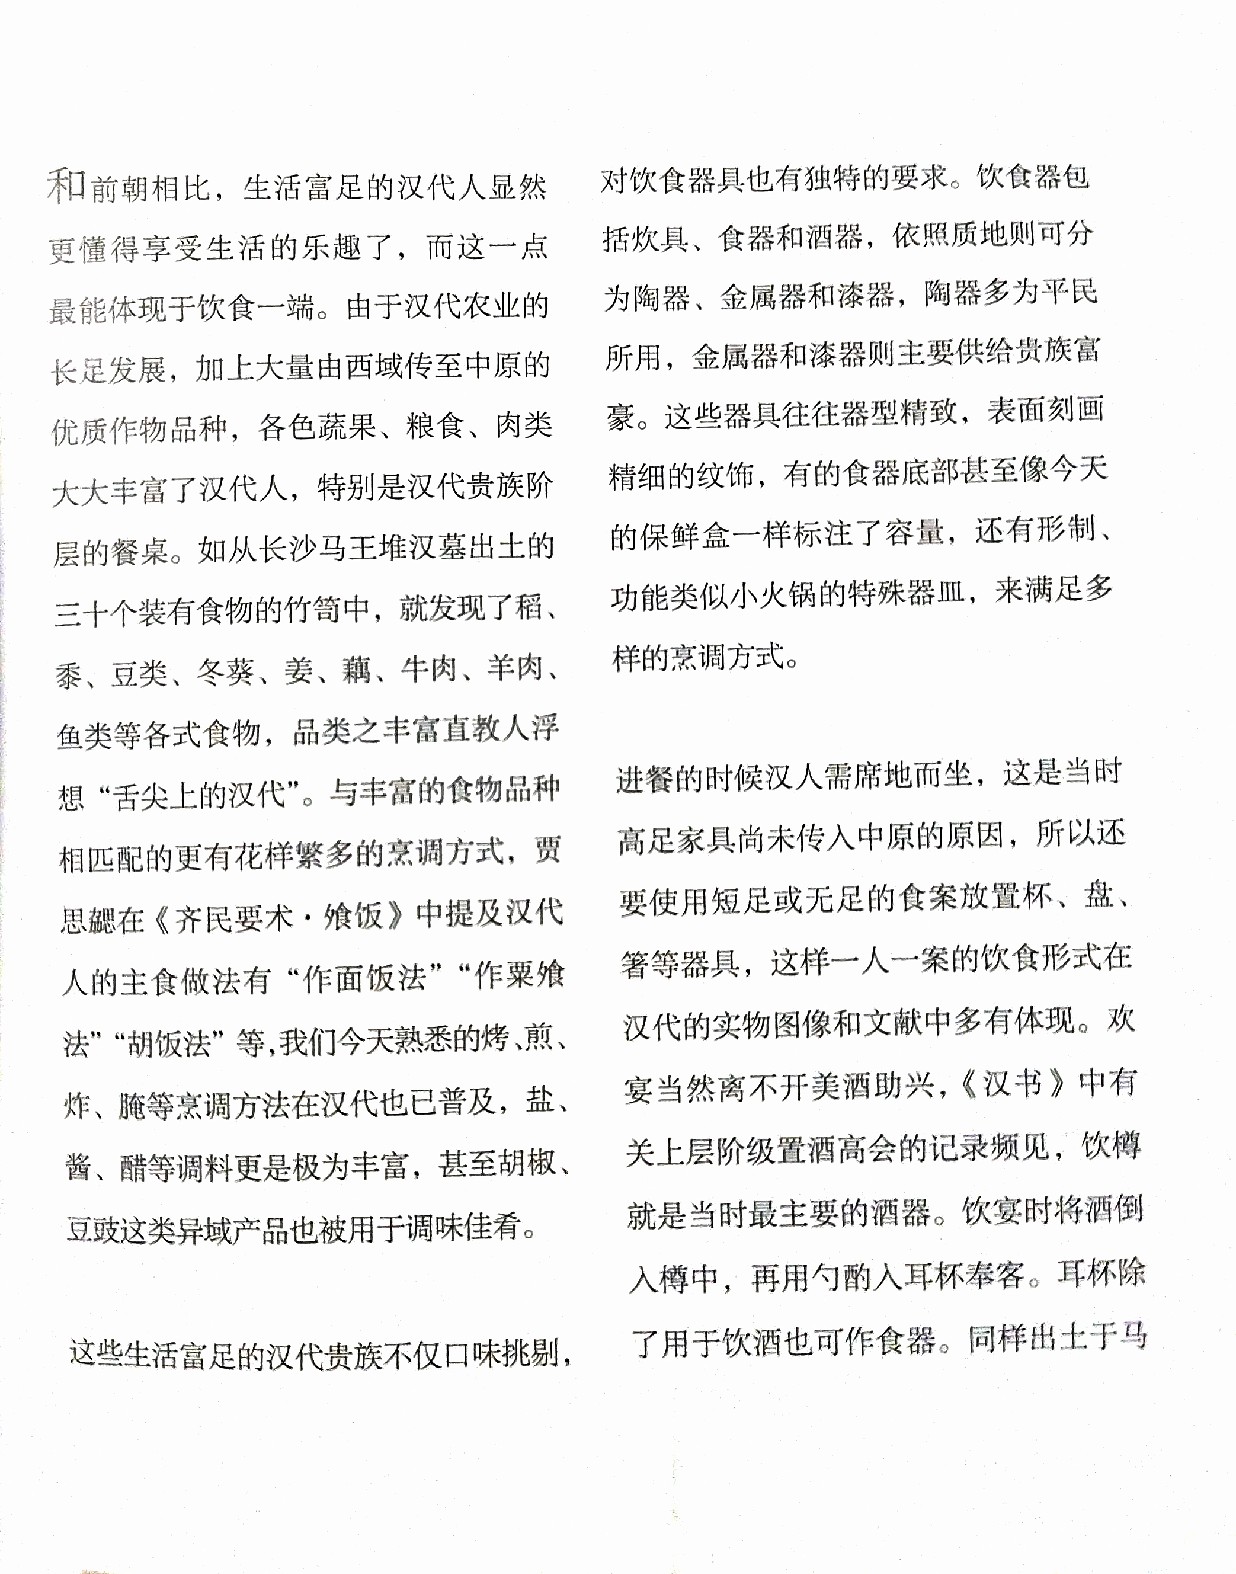 和前朝相比，生活富足的汉代人显然
更懂得享受生活的乐趣了，而这一点
最能体现于饮食一端。由于汉代农业的
长足发展，加上大量由西域传至中原的
优质作物品种，各色蔬果、粮食、肉类
大大丰富了汉代人，特别是汉代贵族阶
层的餐桌。如从长沙马王堆汉墓出土的
三十个装有食物的竹笥中，就发现了稻、
黍、豆类、冬葵、姜、藕、牛肉、羊肉、
鱼类等各式食物，品类之丰富直教人浮
想“舌尖上的汉代”。与丰富的食物品种
相匹配的更有花样繁多的烹调方式，贾
思勰在《齐民要术·飧饭》中提及汉代
人的主食做法有“作面饭法”“作粟飧
法”“胡饭法”等，我们今天熟悉的烤、煎、
炸、腌等烹调方法在汉代也已普及，盐、
酱、醋等调料更是极为丰富，甚至胡椒、
豆豉这类异域产品也被用于调味佳肴。
这些生活富足的汉代贵族不仅口味挑剔，
对饮食器具也有独特的要求。饮食器包
括炊具、食器和酒器，依照质地则可分
为陶器、金属器和漆器，陶器多为平民
所用，金属器和漆器则主要供给贵族富
豪。这些器具往往器型精致，表面刻画
精细的纹饰，有的食器底部甚至像今天
的保鲜盒一样标注了容量，还有形制、
功能类似小火锅的特殊器皿，来满足多
样的烹调方式。
进餐的时候汉人需席地而坐，这是当时
高足家具尚未传入中原的原因，所以还
要使用短足或无足的食案放置杯、盘、
箸等器具，这样一人一案的饮食形式在
汉代的实物图像和文献中多有体现。欢
宴当然离不开美酒助兴，《汉书》中有
关上层阶级置酒高会的记录频见，饮樽
就是当时最主要的酒器。饮宴时将酒倒
入樽中，再用勺酌入耳杯奉客。耳杯除
了用于饮酒也可作食器。同样出土于马